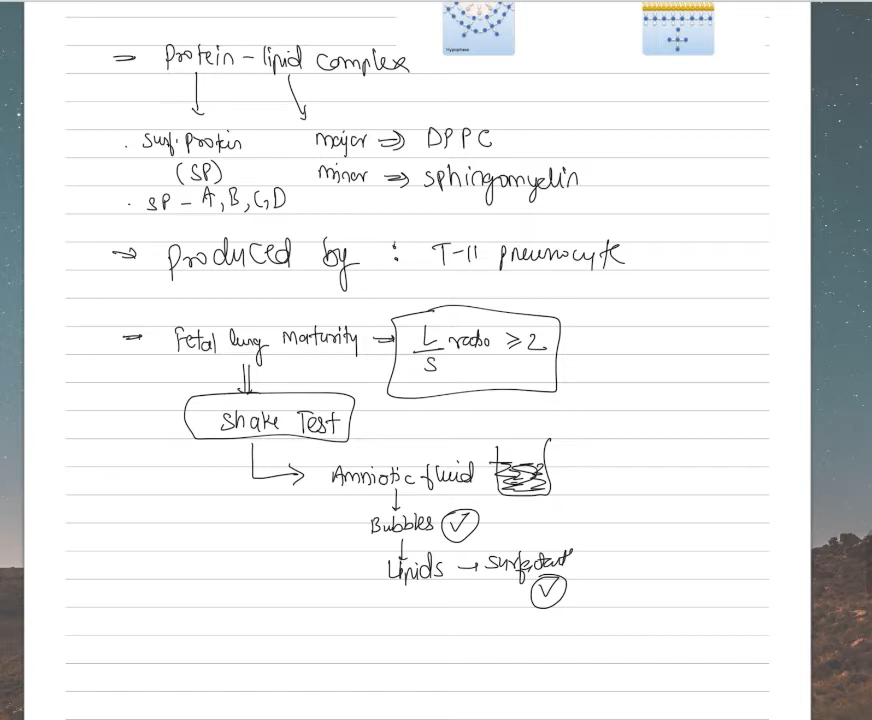 Hypophase
⇒ Protein - lipid complex
. Surf. protein major ⇒ DPPC
(SP) minor ⇒ sphingomyelin
. SP - A, B, C, D
→ Produced by : T-II pneumocyte
⇒ Fetal lung Maturity → L/S ratio ≥ 2
Shake Test
Amniotic fluid
Bubbles ✓
Lipids → Surfactant
✓